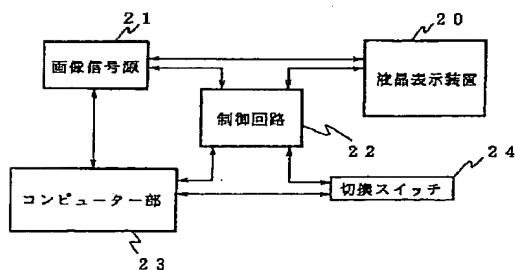 21
20
画像信号源
液晶表示装置
制御回路
22
24
コンピューター部
切換スイッチ
23